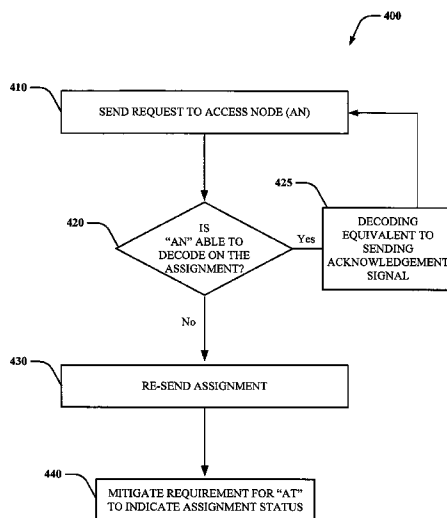 400
410
SEND REQUEST TO ACCESS NODE (AN)
420
IS
"AN" ABLE TO
DECODE ON THE
ASSIGNMENT?
Yes
425
DECODING
EQUIVALENT TO
SENDING
ACKNOWLEDGEMENT
SIGNAL
No
430
RE-SEND ASSIGNMENT
440
MITIGATE REQUIREMENT FOR "AT"
TO INDICATE ASSIGNMENT STATUS